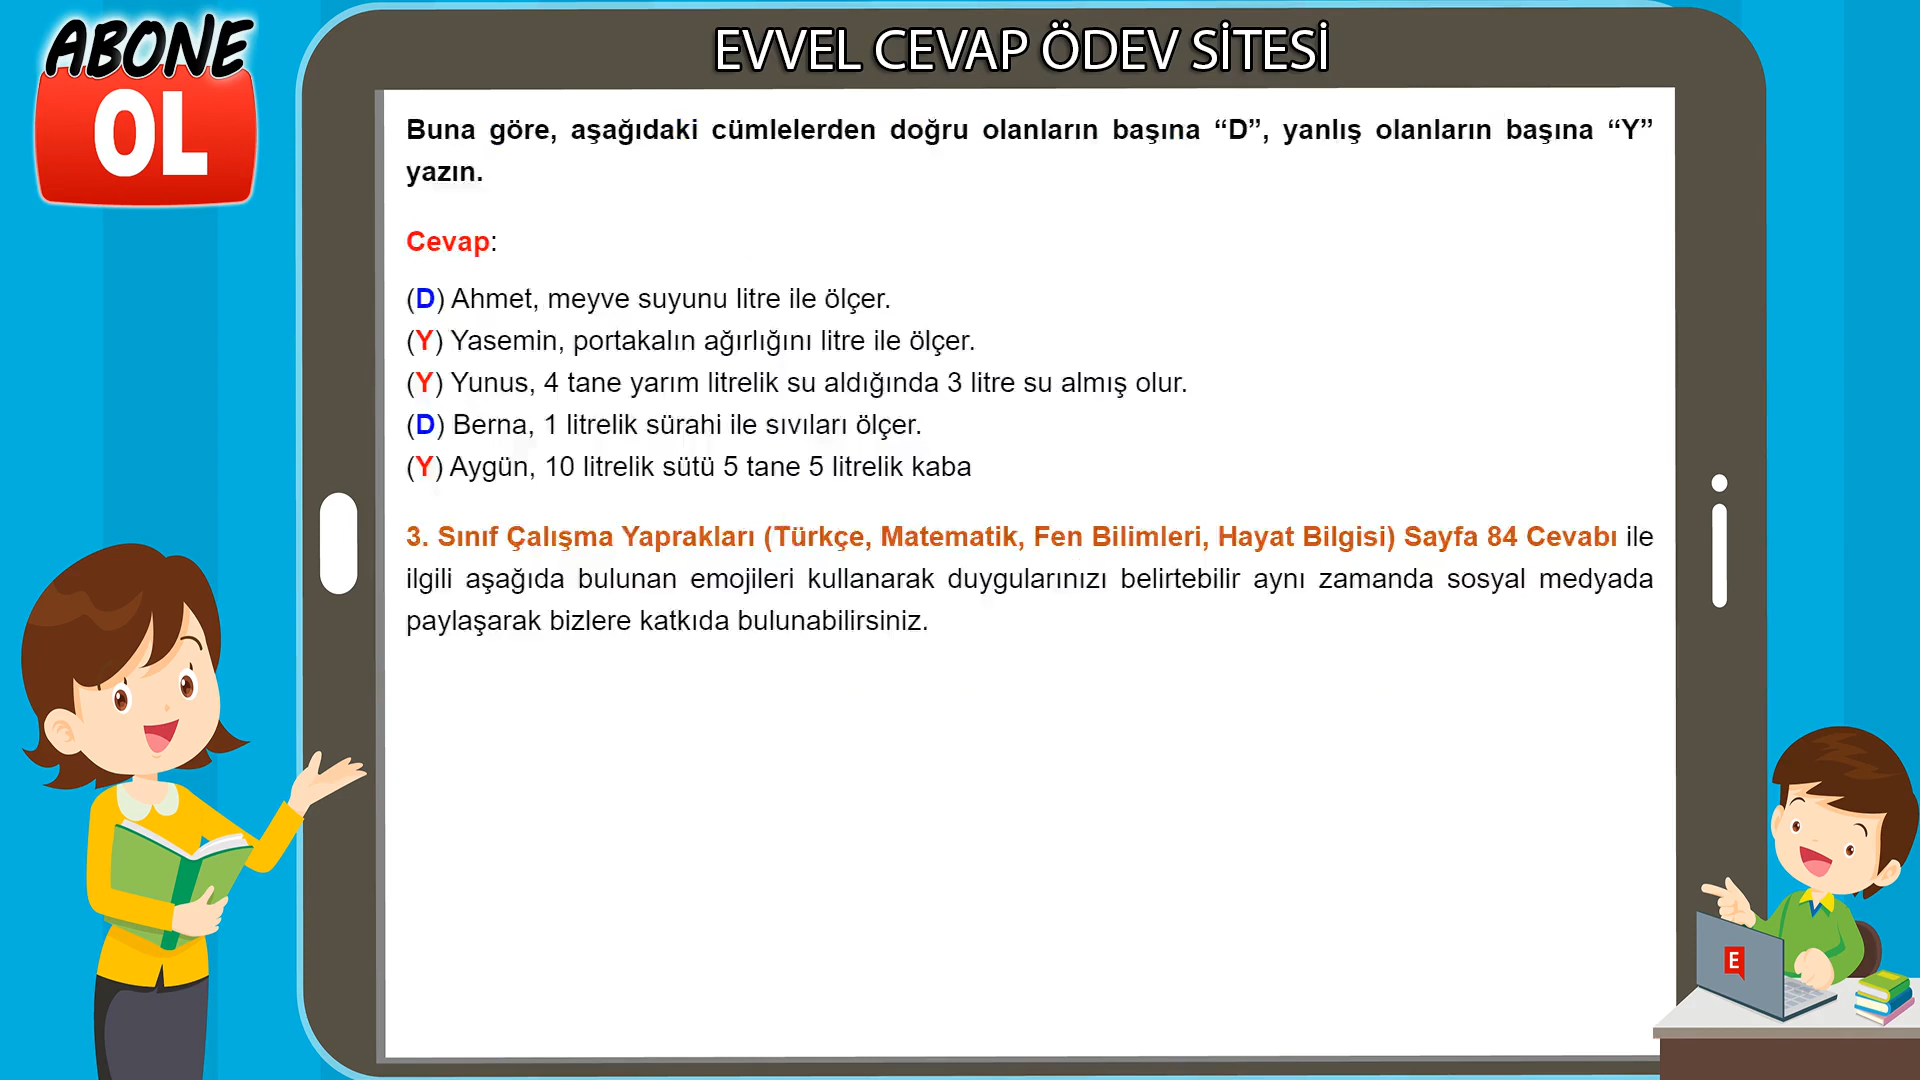 ABONE
OL
EVVEL CEVAP ÖDEV SİTESİ
Buna göre, aşağıdaki cümlelerden doğru olanların başına “D”, yanlış olanların başına “Y”
yazın.
Cevap:
(D) Ahmet, meyve suyunu litre ile ölçer.
(Y) Yasemin, portakalın ağırlığını litre ile ölçer.
(Y) Yunus, 4 tane yarım litrelik su aldığında 3 litre su almış olur.
(D) Berna, 1 litrelik sürahi ile sıvıları ölçer.
(Y) Aygün, 10 litrelik sütü 5 tane 5 litrelik kaba
3. Sınıf Çalışma Yaprakları (Türkçe, Matematik, Fen Bilimleri, Hayat Bilgisi) Sayfa 84 Cevabı ile
ilgili aşağıda bulunan emojileri kullanarak duygularınızı belirtebilir aynı zamanda sosyal medyada
paylaşarak bizlere katkıda bulunabilirsiniz.
E